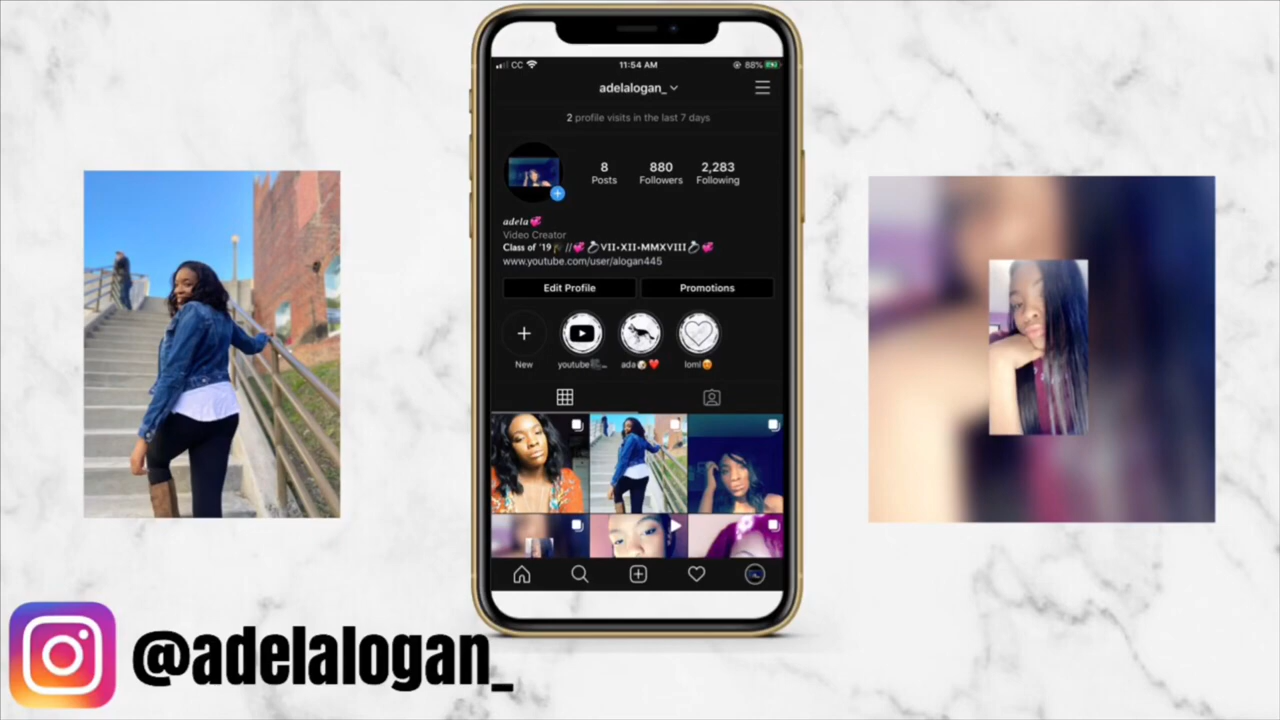 CC 11:54 AM 88%
adelalogan_
2 profile visits in the last 7 days
8 880 2,283
Posts Followers Following
adela💞
Video Creator
Class of '19🎓//💞💍VII•XII•MMXVIII💍💞
www.youtube.com/user/alogan445
Edit Profile Promotions
New youtube🎥... ada🐶❤️ loml😍
@adelalogan_